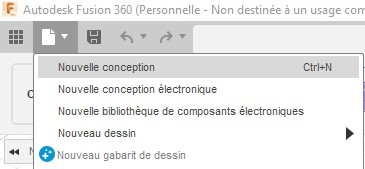 Autodesk Fusion 360 (Personnelle - Non destinée à un usage com
Nouvelle conception Ctrl+N
Nouvelle conception électronique
Nouvelle bibliothèque de composants électroniques
Nouveau dessin
Nouveau gabarit de dessin